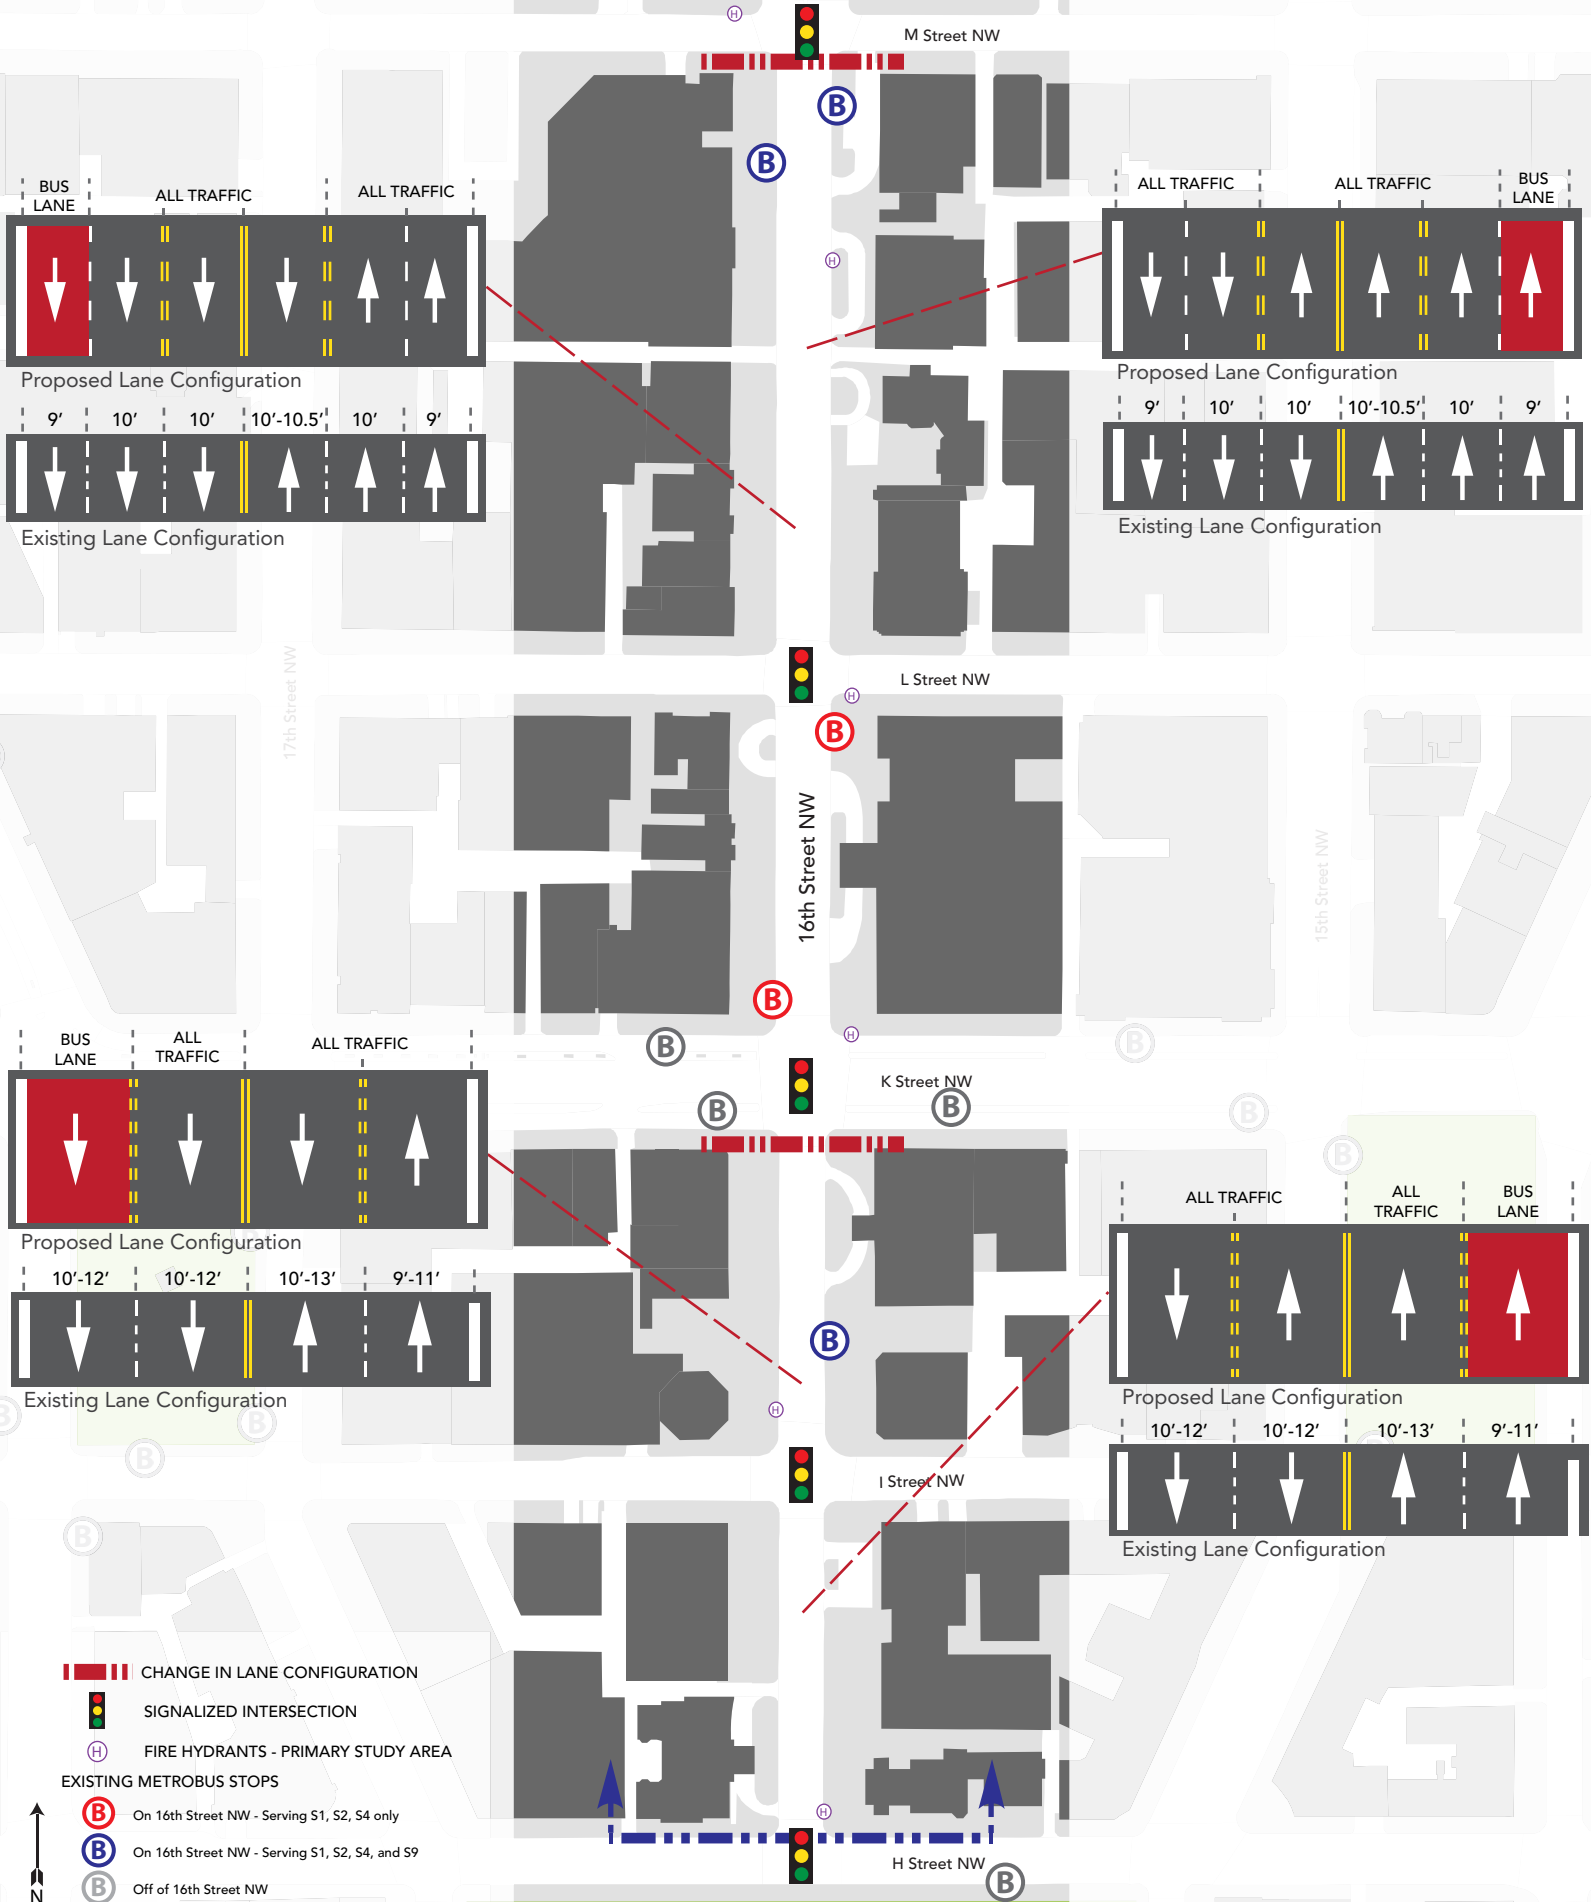 H
M Street NW
B
B
BUS
LANE
ALL TRAFFIC
ALL TRAFFIC
Proposed Lane Configuration
9’ 10’ 10’ 10’-10.5’ 10’ 9’
Existing Lane Configuration
ALL TRAFFIC
ALL TRAFFIC
BUS
LANE
Proposed Lane Configuration
9’ 10’ 10’ 10’-10.5’ 10’ 9’
Existing Lane Configuration
H
17th Street NW
L Street NW
H
B
16th Street NW
15th Street NW
B
H
B
B
K Street NW
B
B
B
B
BUS
LANE
ALL
TRAFFIC
ALL TRAFFIC
Proposed Lane Configuration
10’-12’ 10’-12’ 10’-13’ 9’-11’
Existing Lane Configuration
ALL TRAFFIC
ALL
TRAFFIC
BUS
LANE
Proposed Lane Configuration
10’-12’ 10’-12’ 10’-13’ 9’-11’
Existing Lane Configuration
B
H
B
B
B
B
I Street NW
CHANGE IN LANE CONFIGURATION
SIGNALIZED INTERSECTION
H FIRE HYDRANTS - PRIMARY STUDY AREA
EXISTING METROBUS STOPS
B On 16th Street NW - Serving S1, S2, S4 only
B On 16th Street NW - Serving S1, S2, S4, and S9
B Off of 16th Street NW
N
H
H Street NW
B